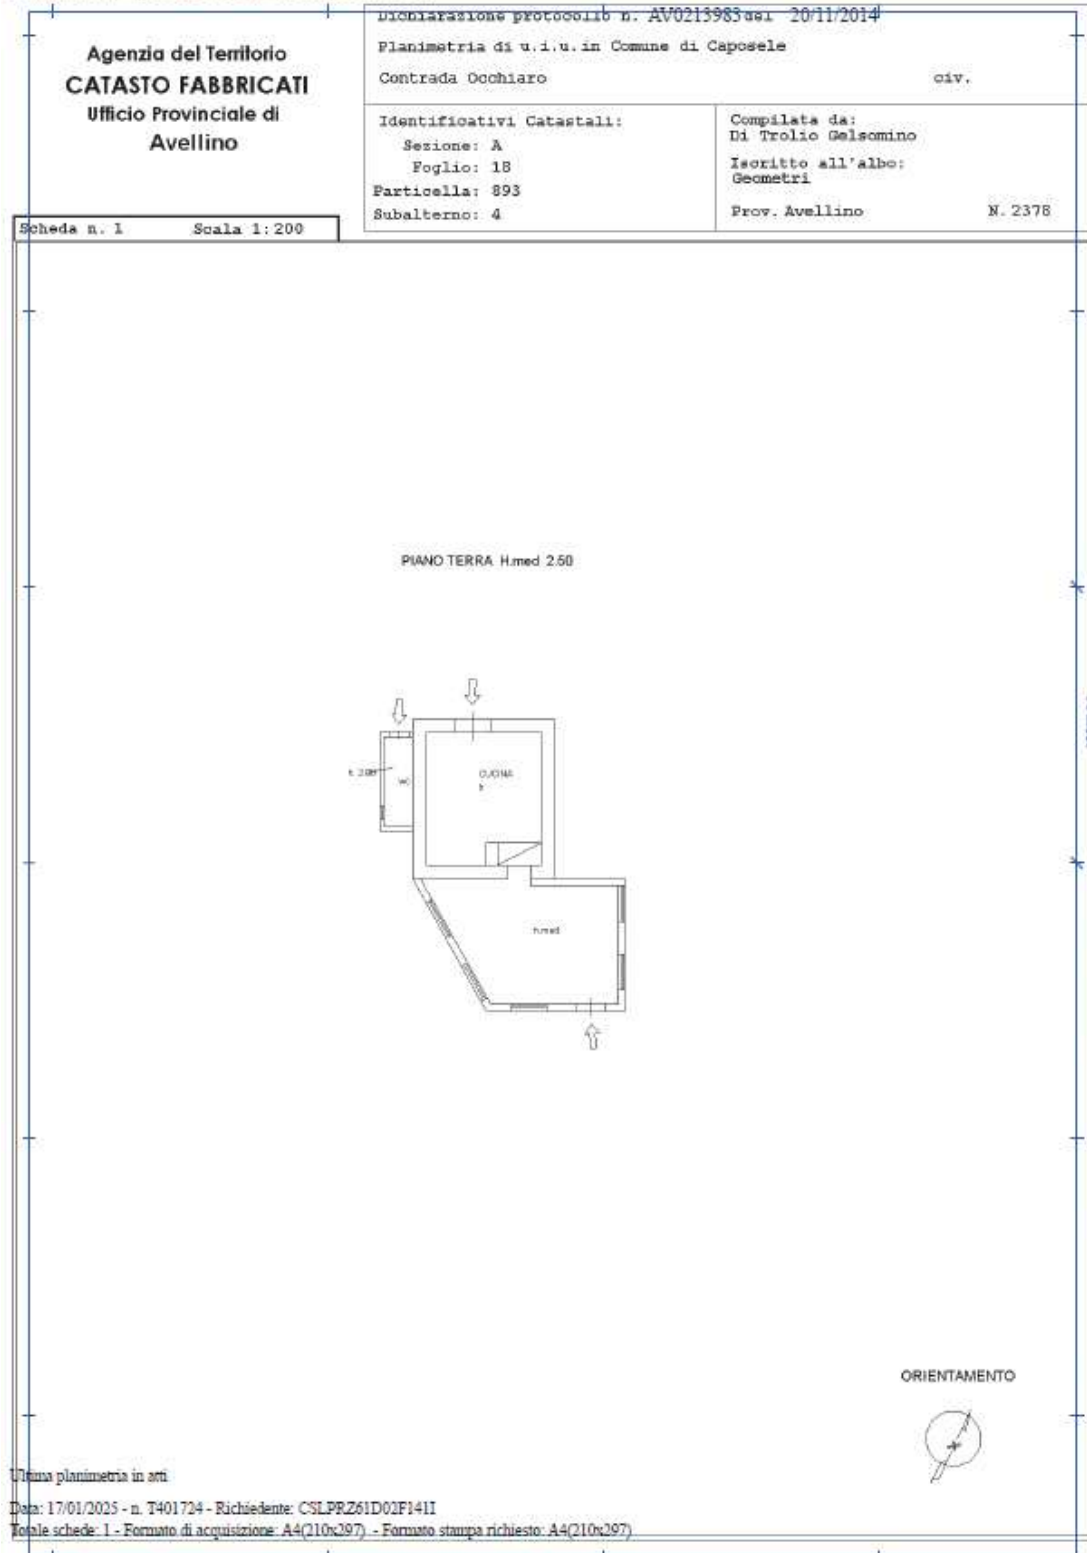 Dichiarazione protocollo n. AV0213983 del 20/11/2014
Agenzia del Territorio
CATASTO FABBRICATI
Ufficio Provinciale di
Avellino
Planimetria di u.i.u. in Comune di Caposele
Contrada Occhiaro civ.
Identificativi Catastali:
Sezione: A
Foglio: 18
Particella: 893
Subalterno: 4
Compilata da:
Di Trolio Gelsomino
Iscritto all'albo:
Geometri
Prov. Avellino N. 2378
Scheda n. 1 Scala 1:200
PIANO TERRA H.med 2.50
CUCINA
h
wc
h.med
ORIENTAMENTO
Ultima planimetria in atti
Data: 17/01/2025 - n. T401724 - Richiedente: CSLPRZ61D02F141I
Totale schede: 1 - Formato di acquisizione: A4(210x297) - Formato stampa richiesto: A4(210x297)